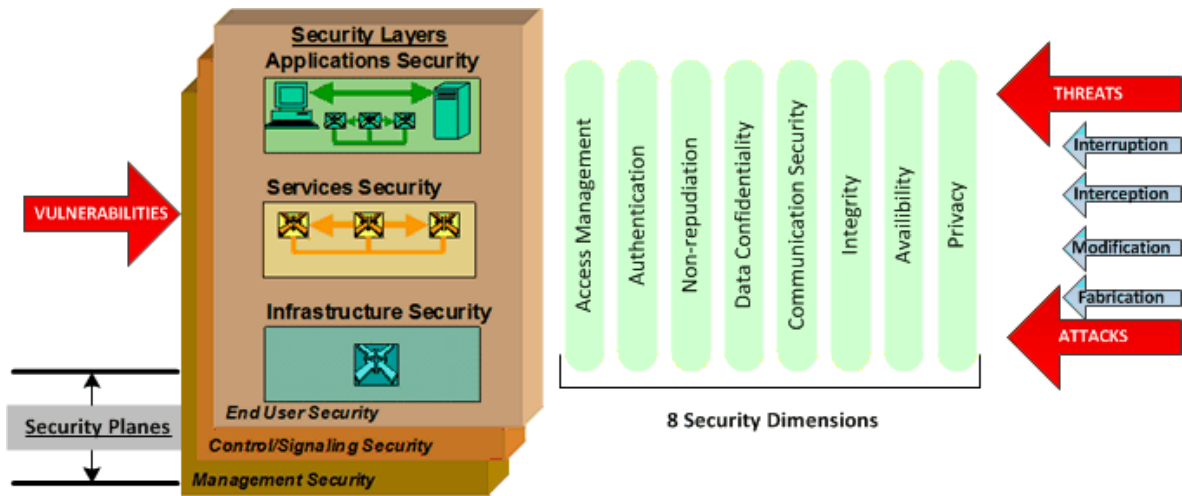 Security Layers
Applications Security
Services Security
Infrastructure Security
End User Security
Control/Signaling Security
Management Security
VULNERABILITIES
Security Planes
Access Management
Authentication
Non-repudiation
Data Confidentiality
Communication Security
Integrity
Availibility
Privacy
8 Security Dimensions
THREATS
Interruption
Interception
Modification
Fabrication
ATTACKS